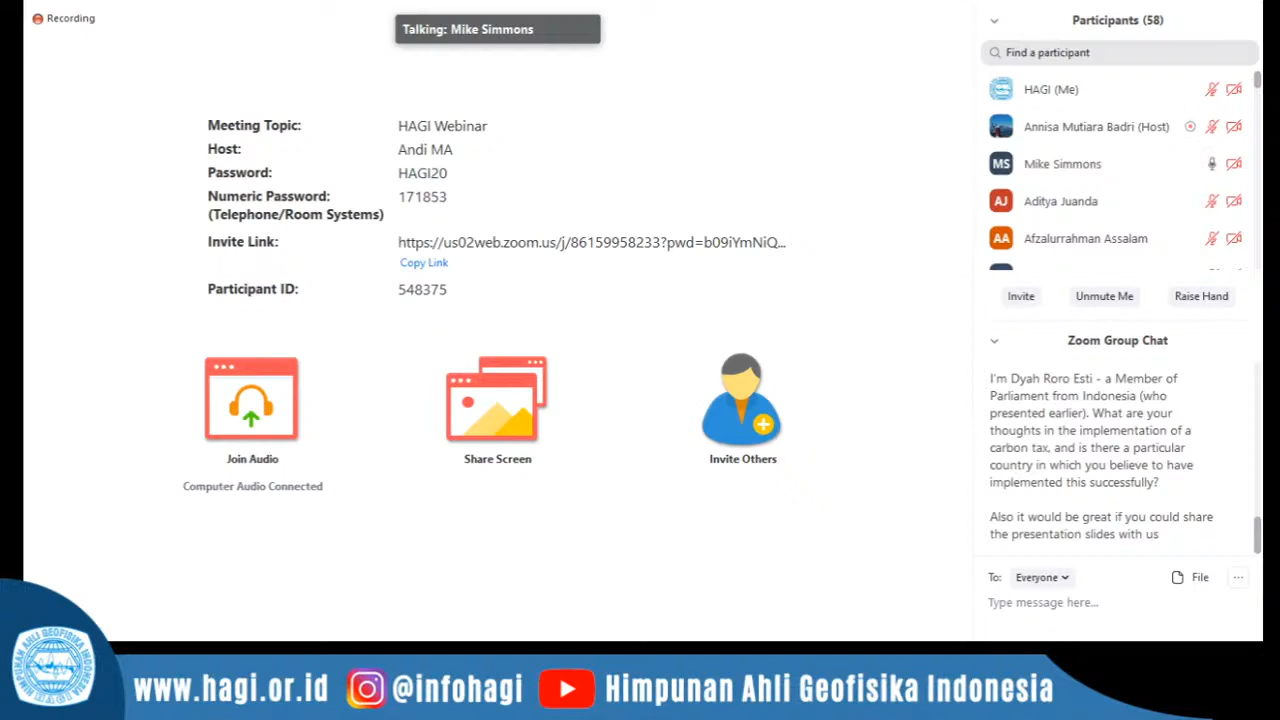 Recording
Talking: Mike Simmons
Meeting Topic: HAGI Webinar
Host: Andi MA
Password: HAGI20
Numeric Password: 171853
(Telephone/Room Systems)
Invite Link: https://us02web.zoom.us/j/86159958233?pwd=b09iYmNiQ...
Copy Link
Participant ID: 548375
Join Audio
Computer Audio Connected
Share Screen
Invite Others
Participants (58)
Find a participant
HAGI (Me)
Annisa Mutiara Badri (Host)
MS Mike Simmons
AJ Aditya Juanda
AA Afzalurrahman Assalam
Invite Unmute Me Raise Hand
Zoom Group Chat
I'm Dyah Roro Esti - a Member of
Parliament from Indonesia (who
presented earlier). What are your
thoughts in the implementation of a
carbon tax, and is there a particular
country in which you believe to have
implemented this successfully?
Also it would be great if you could share
the presentation slides with us
To: Everyone File ...
Type message here...
HIMPUNAN AHLI GEOFISIKA INDONESIA
www.hagi.or.id @infohagi Himpunan Ahli Geofisika Indonesia